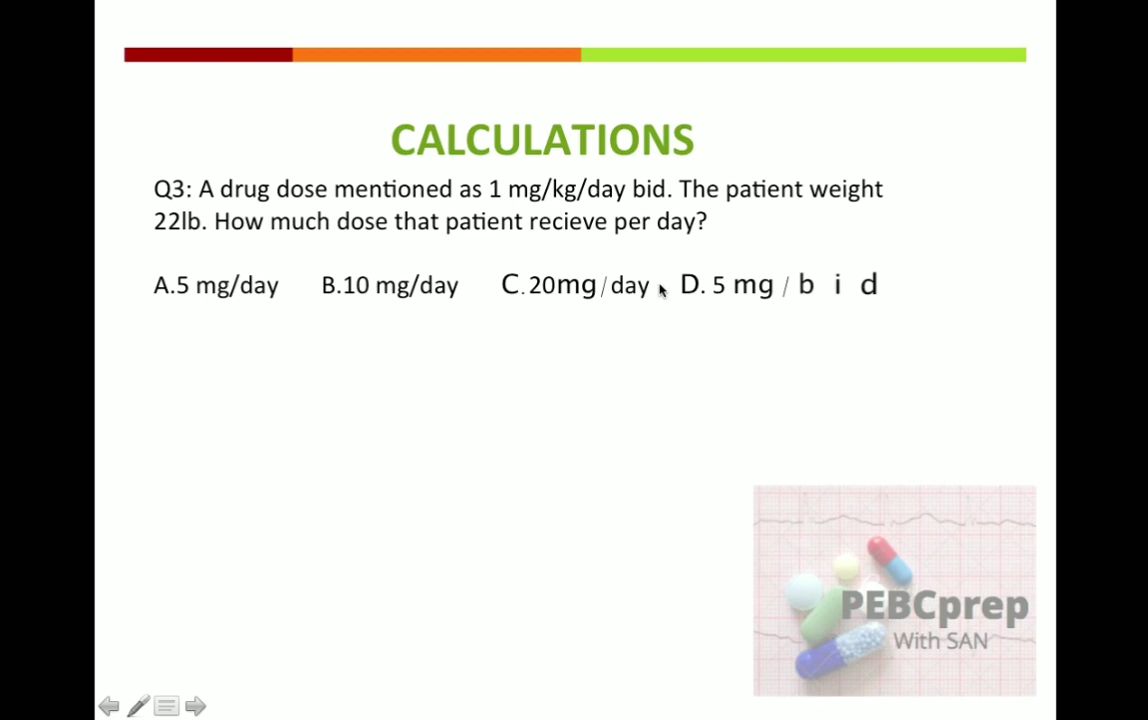 CALCULATIONS
Q3: A drug dose mentioned as 1 mg/kg/day bid. The patient weight
22lb. How much dose that patient recieve per day?
A.5 mg/day B.10 mg/day C.20mg/day D. 5 mg / b i d
PEBCprep
With SAN